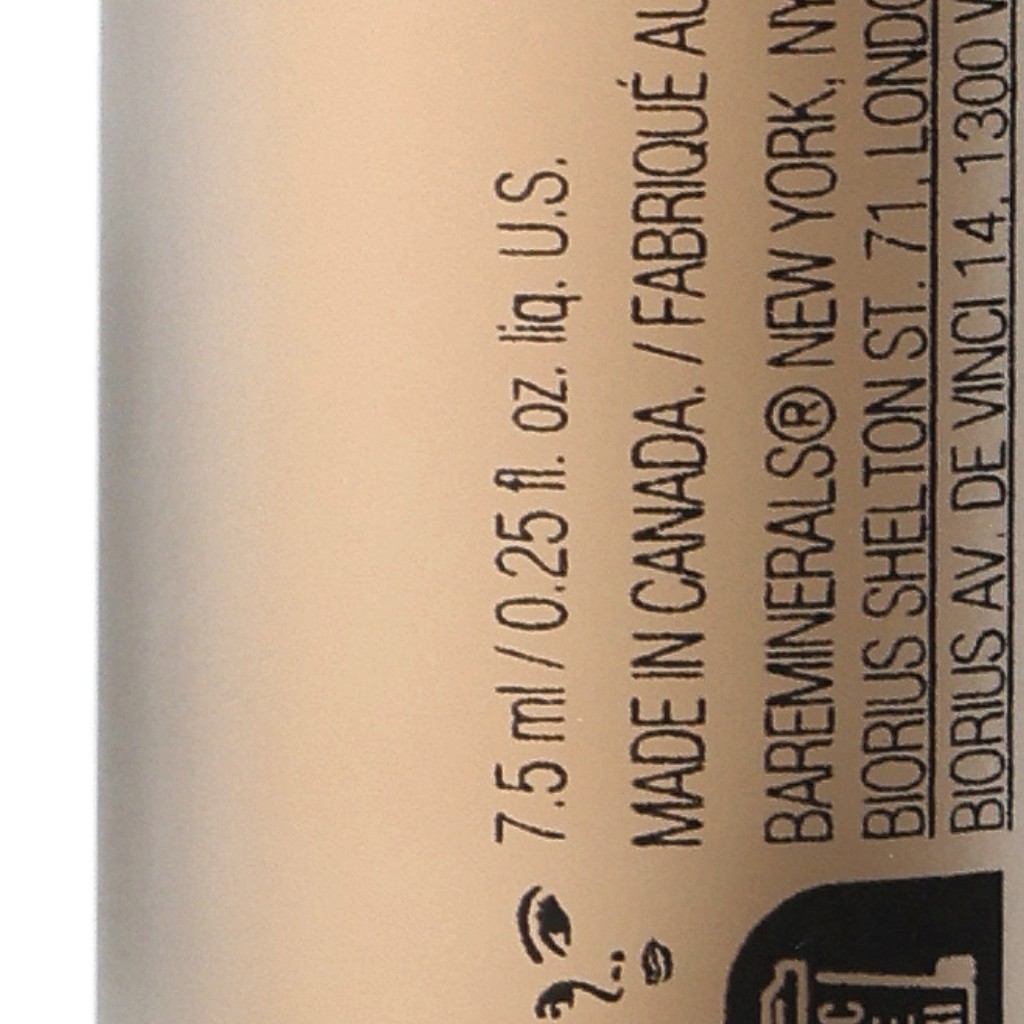 7.5 ml / 0.25 fl. oz. liq. U.S.
MADE IN CANADA. / FABRIQUÉ AU
BAREMINERALS® NEW YORK, NY
BIORIUS SHELTON ST. 71, LONDO
BIORIUS AV. DE VINCI 14, 1300 W